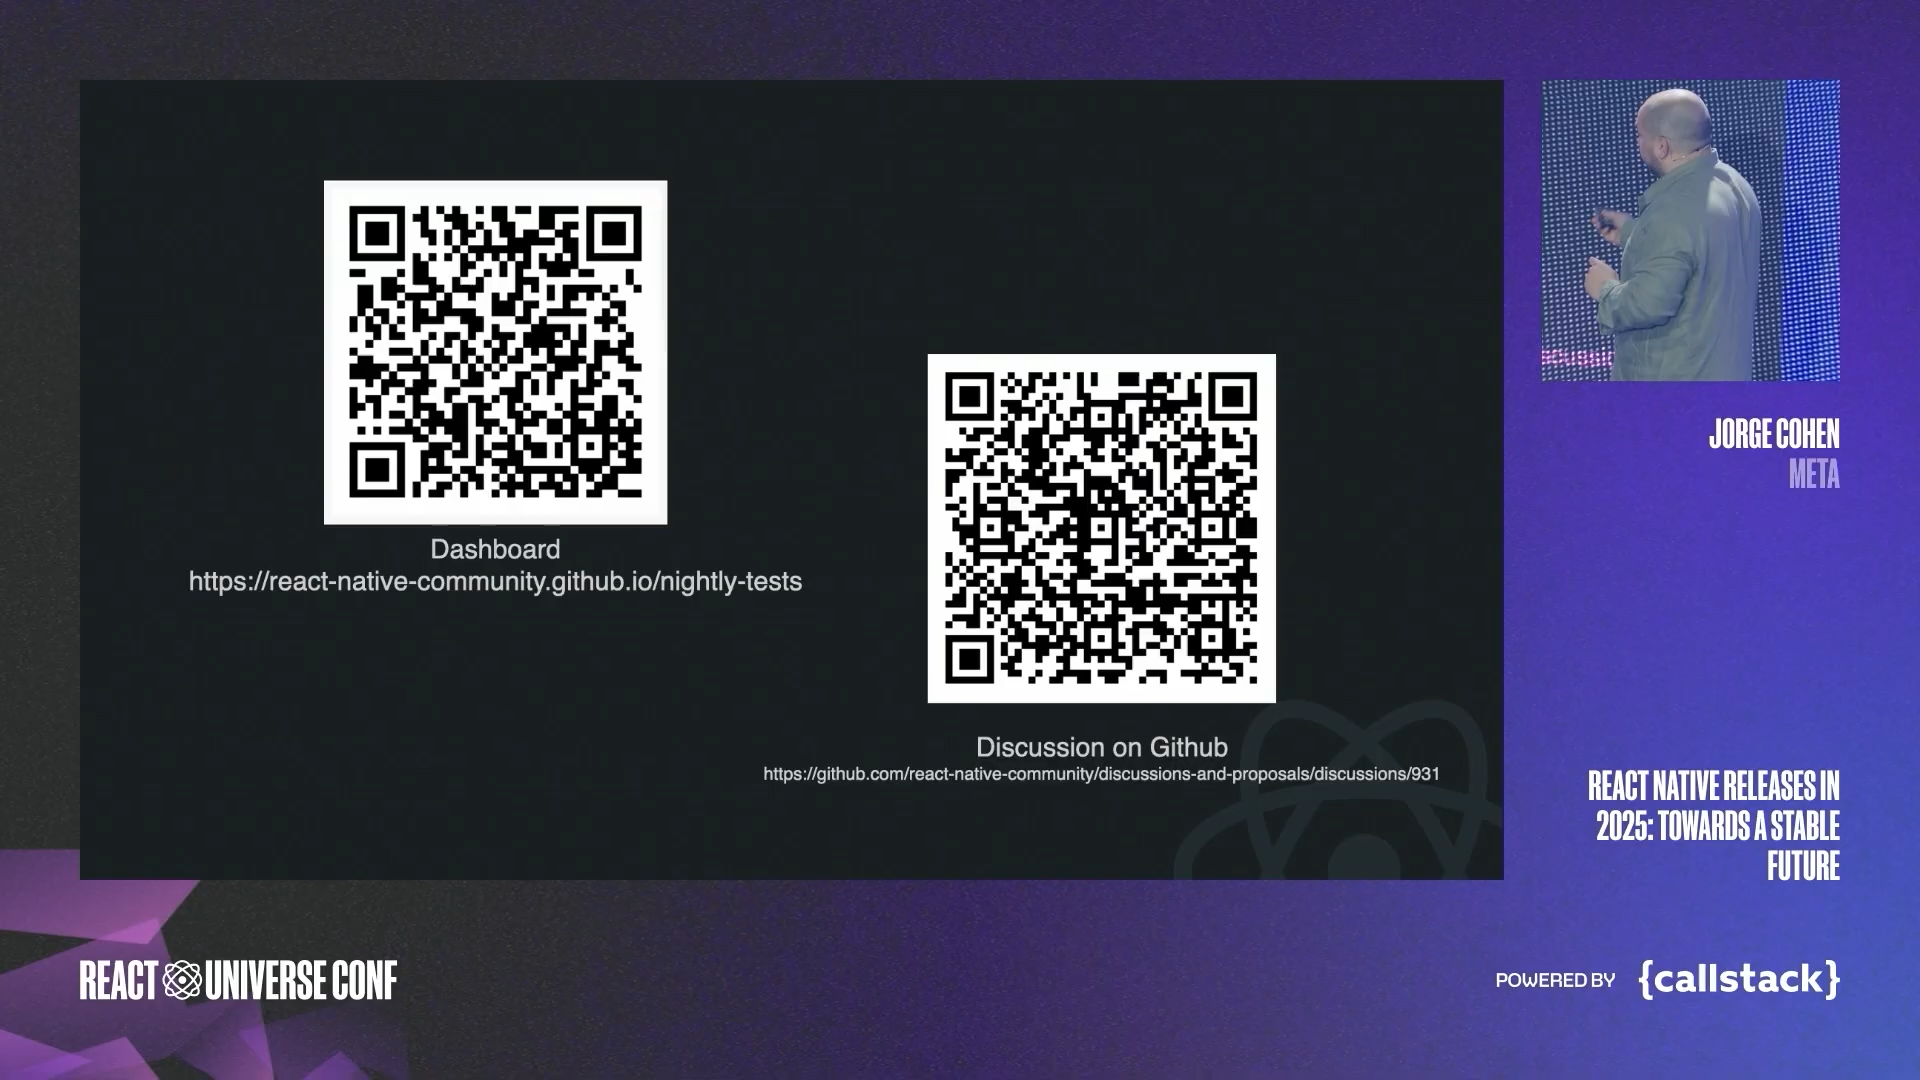 Dashboard
https://react-native-community.github.io/nightly-tests
Discussion on Github
https://github.com/react-native-community/discussions-and-proposals/discussions/931
JORGE COHEN
META
REACT NATIVE RELEASES IN
2025: TOWARDS A STABLE
FUTURE
REACT UNIVERSE CONF
POWERED BY {callstack}